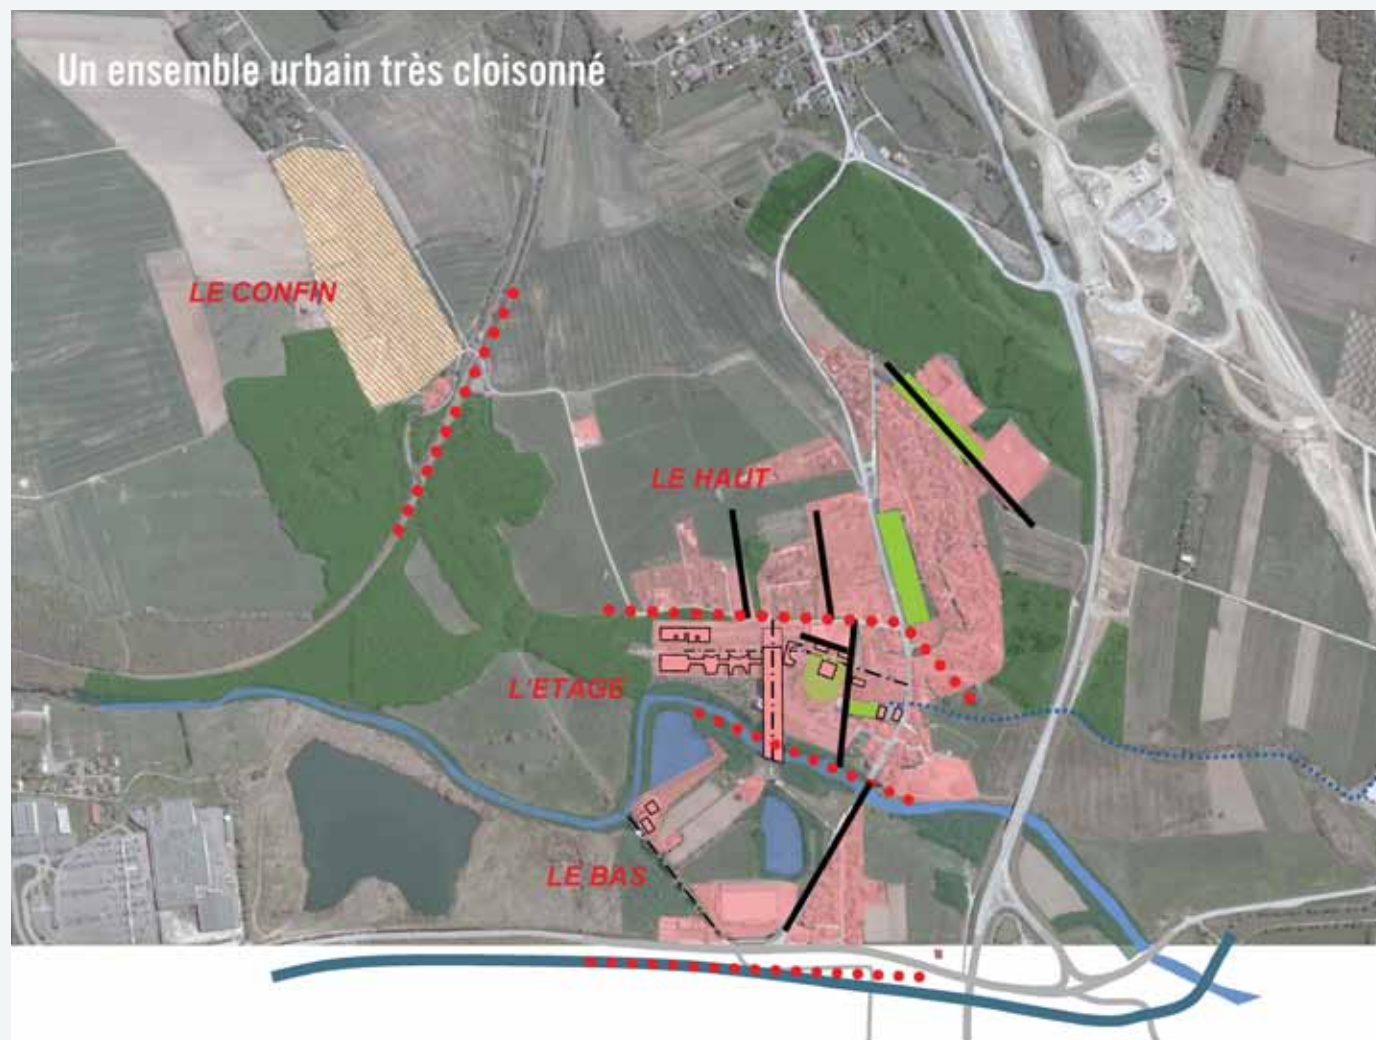 Un ensemble urbain très cloisonné
LE CONFIN
LE HAUT
L'ETAGE
LE BAS